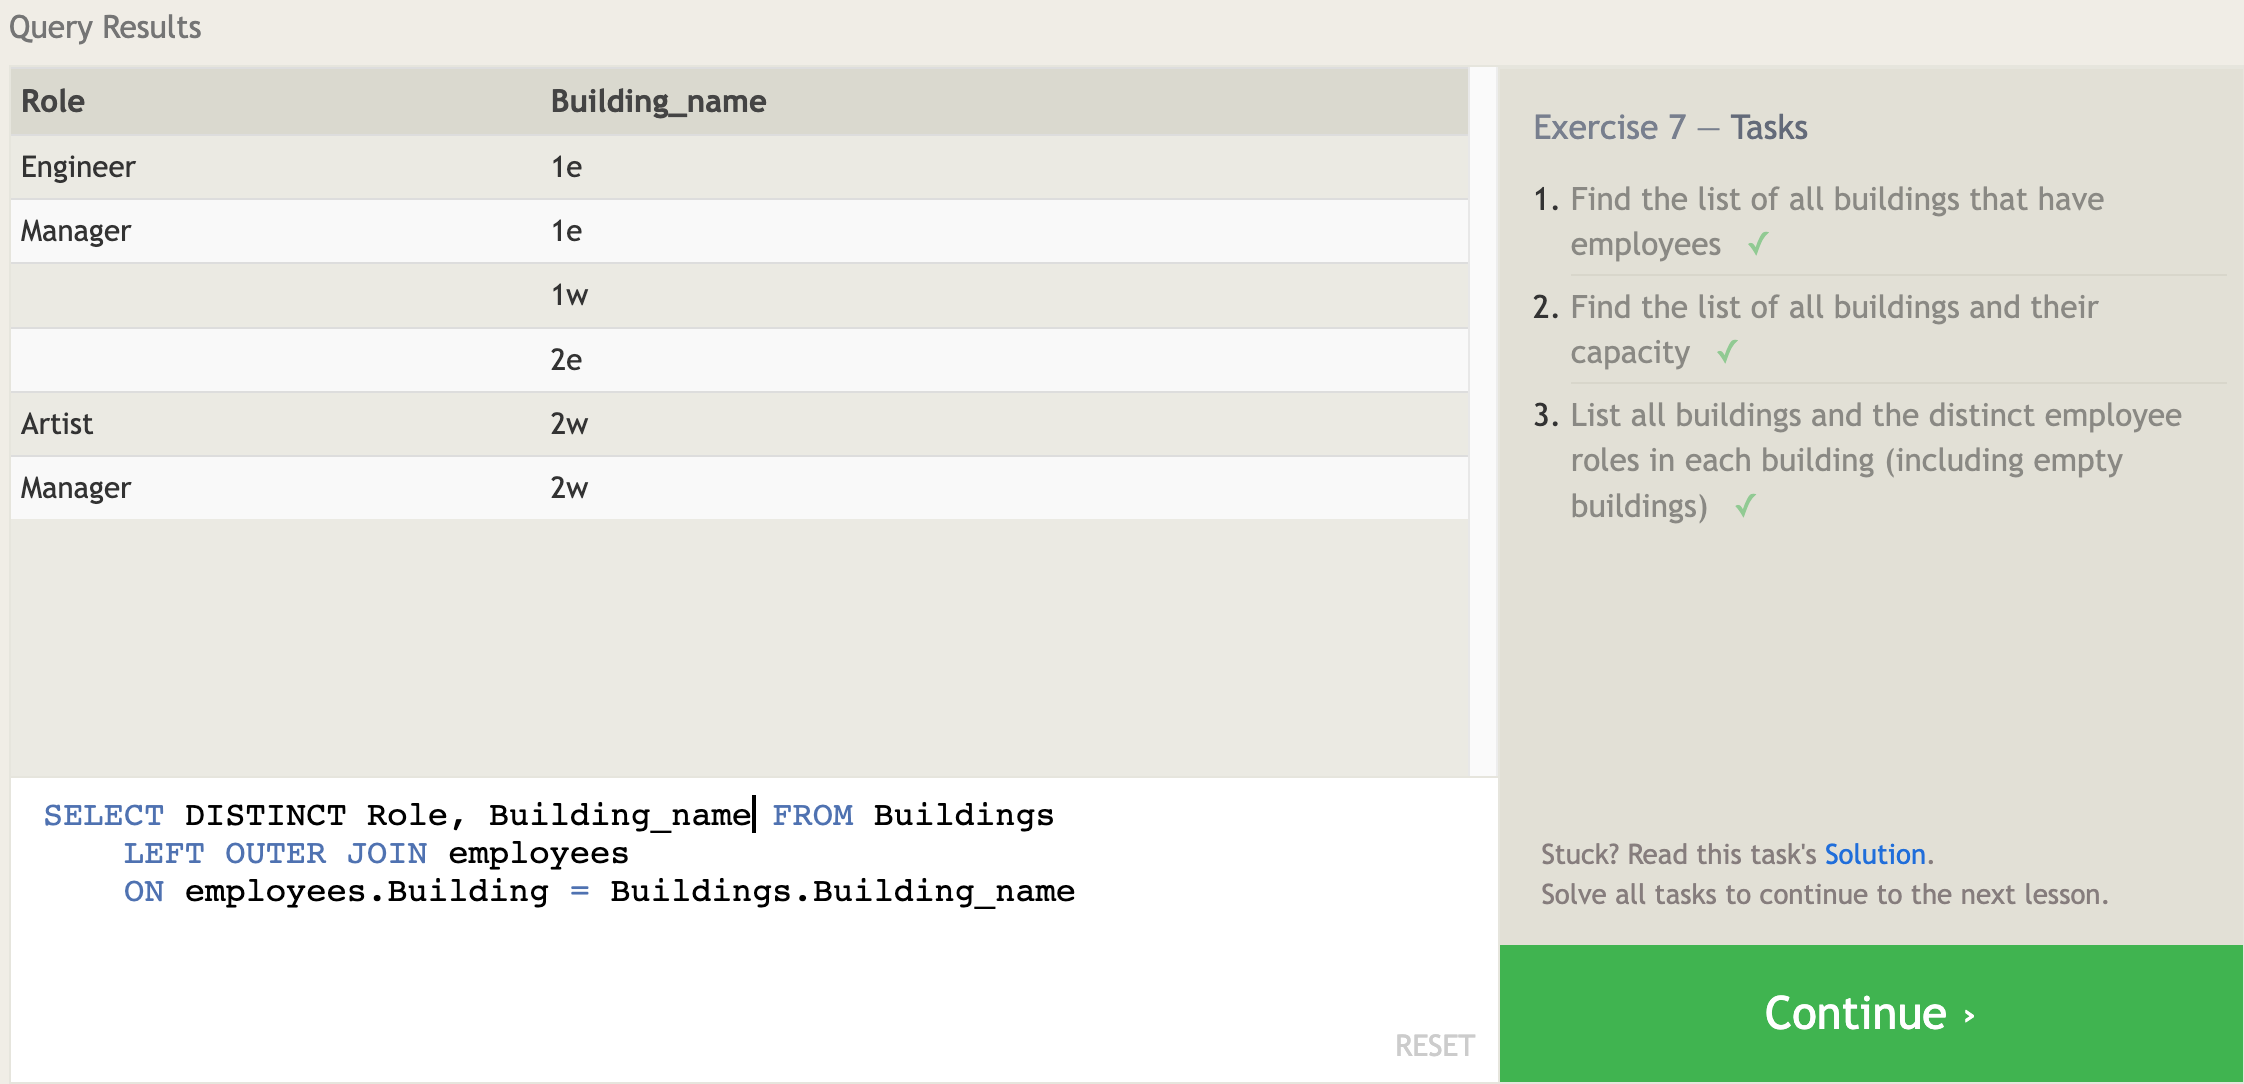 Query Results
Role Building_name
Engineer 1e
Manager 1e
1w
2e
Artist 2w
Manager 2w
SELECT DISTINCT Role, Building_name FROM Buildings
LEFT OUTER JOIN employees
ON employees.Building = Buildings.Building_name
RESET
Exercise 7 — Tasks
1. Find the list of all buildings that have
employees ✓
2. Find the list of all buildings and their
capacity ✓
3. List all buildings and the distinct employee
roles in each building (including empty
buildings) ✓
Stuck? Read this task's Solution.
Solve all tasks to continue to the next lesson.
Continue ›